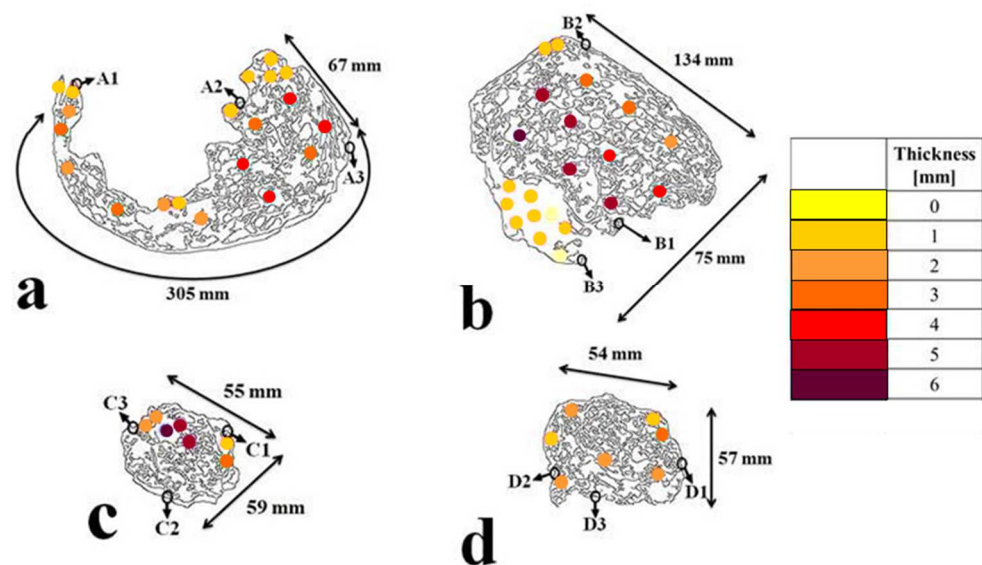 a
A1
A2
67 mm
A3
305 mm
b
B2
134 mm
B1
B3
75 mm
Thickness
[mm]
0
1
2
3
4
5
6
c
C3
55 mm
C1
C2
59 mm
d
54 mm
57 mm
D2
D1
D3